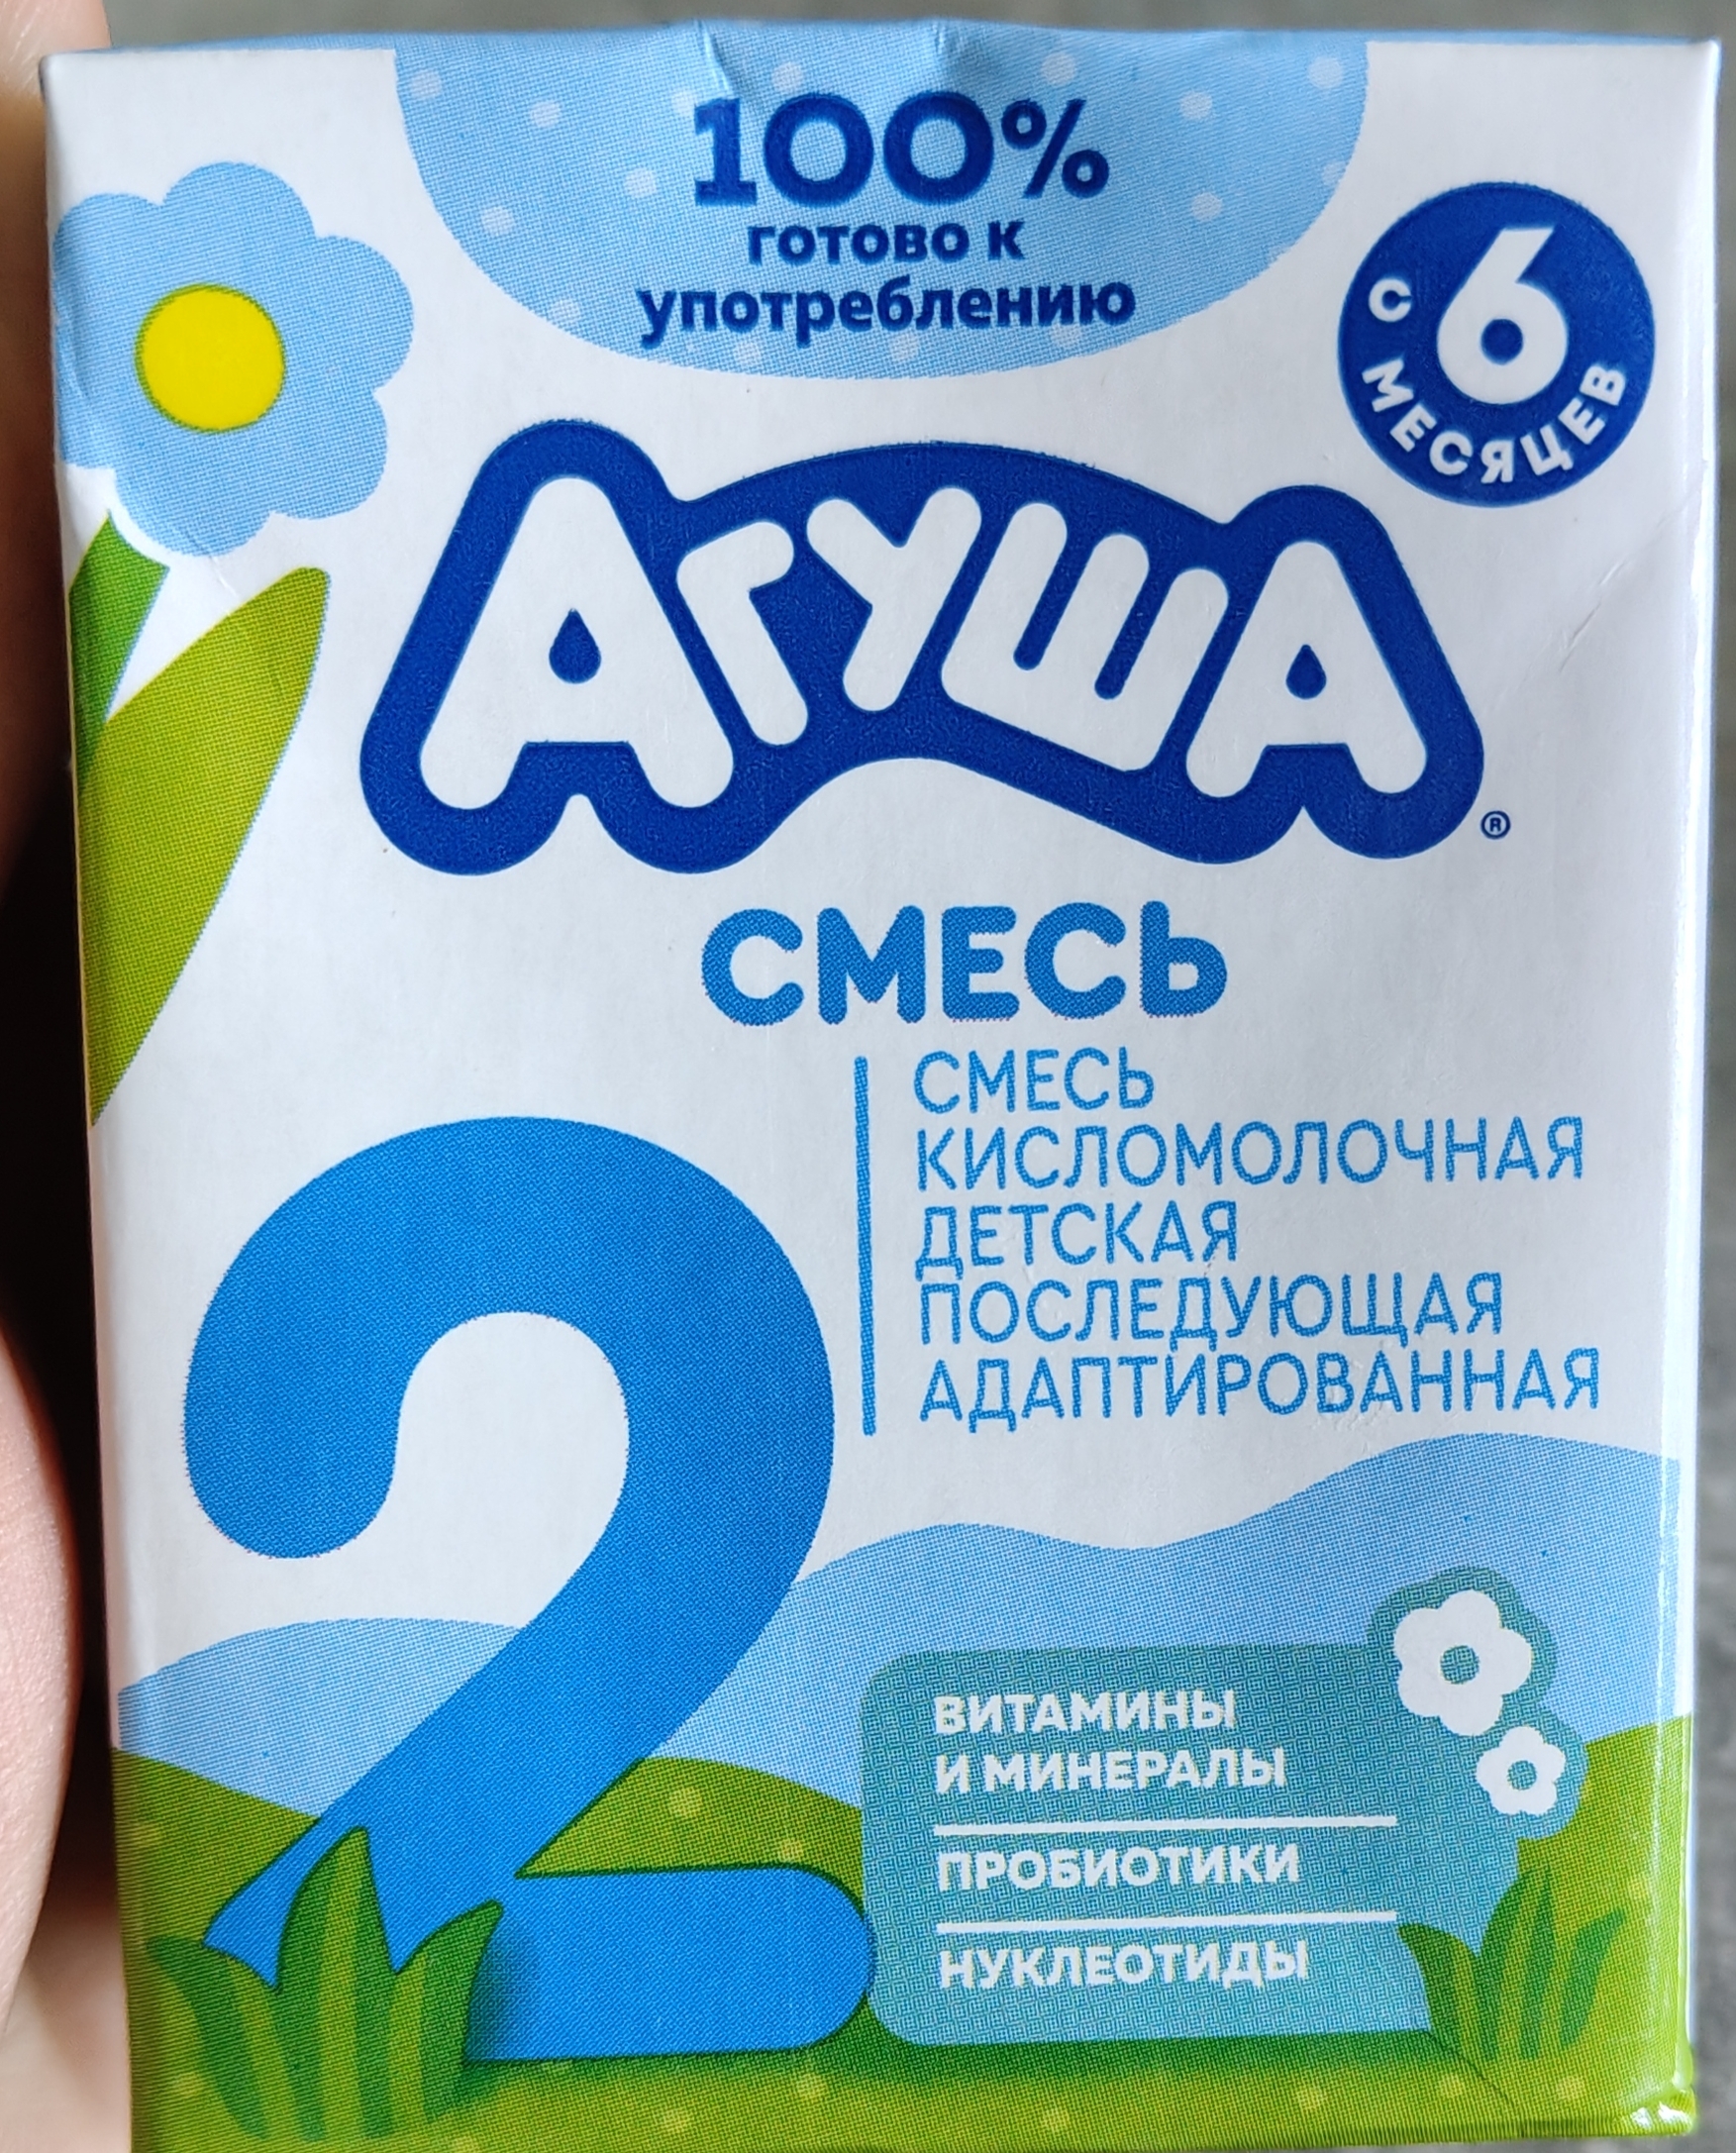 100%
готово к
употреблению
С 6 МЕСЯЦЕВ
АГУША
®
СМЕСЬ
2
СМЕСЬ
КИСЛОМОЛОЧНАЯ
ДЕТСКАЯ
ПОСЛЕДУЮЩАЯ
АДАПТИРОВАННАЯ
ВИТАМИНЫ
И МИНЕРАЛЫ
ПРОБИОТИКИ
НУКЛЕОТИДЫ